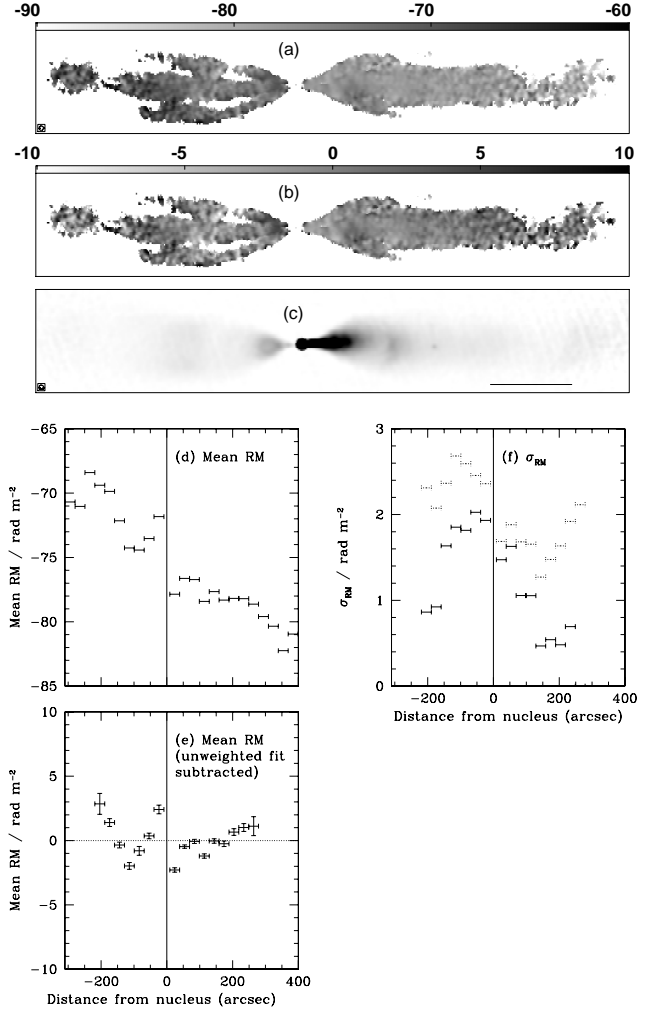 -90 -80 -70 -60
(a)
-10 -5 0 5 10
(b)
(c)
−65
−70
−75
−80
−85
Mean RM / rad m⁻²
(d) Mean RM
3
2
1
0
σRM / rad m⁻²
(f) σRM
−200 0 200 400
Distance from nucleus (arcsec)
10
5
0
−5
−10
Mean RM / rad m⁻²
(e) Mean RM
(unweighted fit
subtracted)
−200 0 200 400
Distance from nucleus (arcsec)